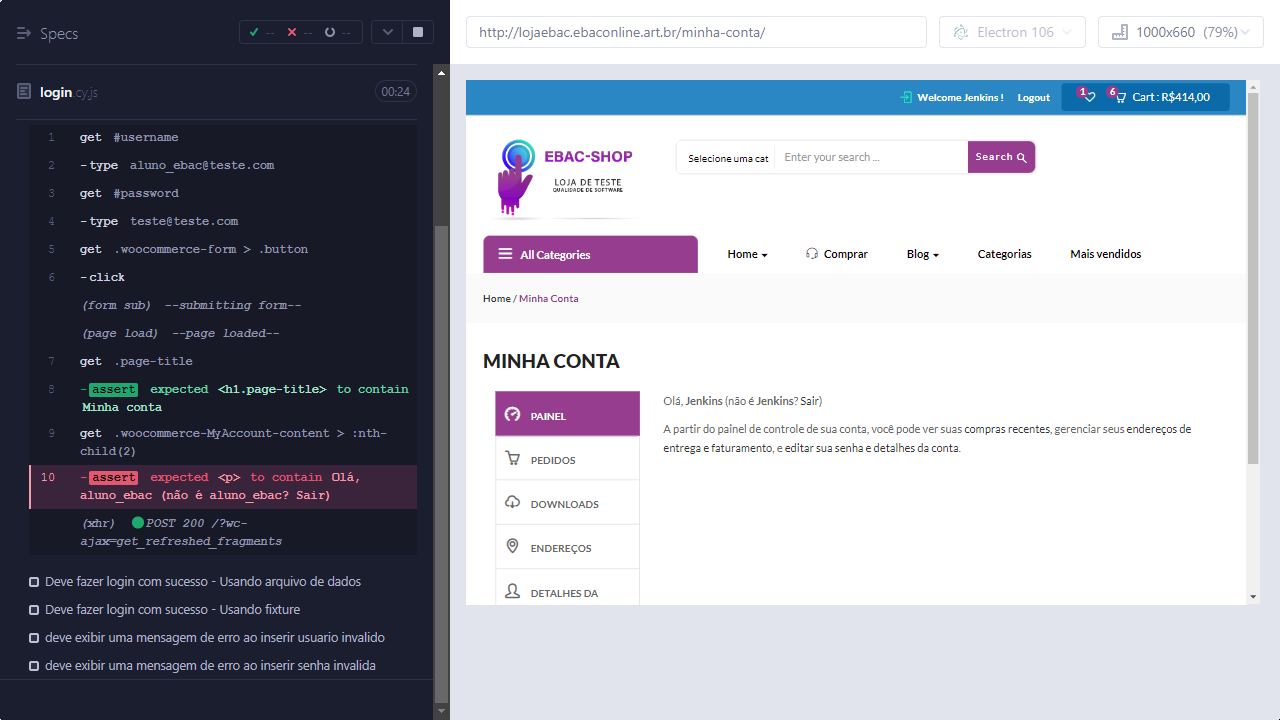 Specs
-- -- --
login.cy.js
00:24
1 get #username
2 -type aluno_ebac@teste.com
3 get #password
4 -type teste@teste.com
5 get .woocommerce-form > .button
6 -click
(form sub) --submitting form--
(page load) --page loaded--
7 get .page-title
8 -assert expected <h1.page-title> to contain
Minha conta
9 get .woocommerce-MyAccount-content > :nth-
child(2)
10 -assert expected <p> to contain Olá,
aluno_ebac (não é aluno_ebac? Sair)
(xhr) POST 200 /?wc-
ajax=get_refreshed_fragments
Deve fazer login com sucesso - Usando arquivo de dados
Deve fazer login com sucesso - Usando fixture
deve exibir uma mensagem de erro ao inserir usuario invalido
deve exibir uma mensagem de erro ao inserir senha invalida
http://lojaebac.ebaconline.art.br/minha-conta/
Electron 106
1000x660 (79%)
Welcome Jenkins !
Logout
1
6
Cart : R$414,00
EBAC-SHOP
LOJA DE TESTE
QUALIDADE DE SOFTWARE
Selecione uma cat
Enter your search ...
Search
All Categories
Home
Comprar
Blog
Categorias
Mais vendidos
Home / Minha Conta
MINHA CONTA
PAINEL
PEDIDOS
DOWNLOADS
ENDEREÇOS
DETALHES DA
Olá, Jenkins (não é Jenkins? Sair)
A partir do painel de controle de sua conta, você pode ver suas compras recentes, gerenciar seus endereços de
entrega e faturamento, e editar sua senha e detalhes da conta.